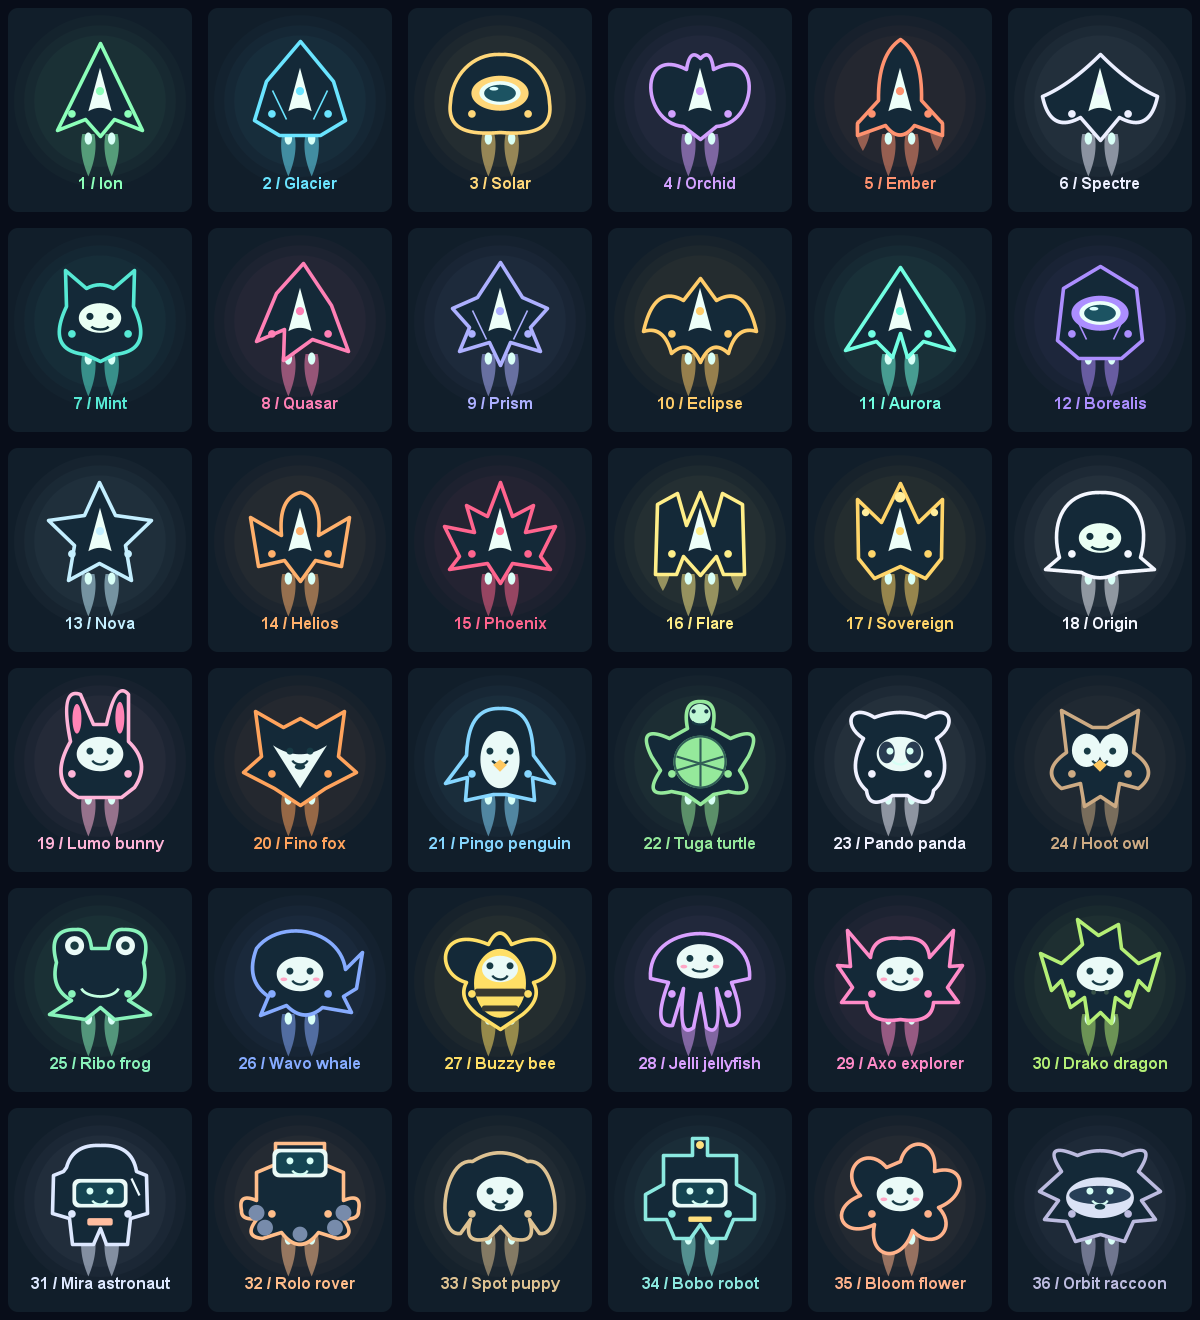 1 / Ion
2 / Glacier
3 / Solar
4 / Orchid
5 / Ember
6 / Spectre
7 / Mint
8 / Quasar
9 / Prism
10 / Eclipse
11 / Aurora
12 / Borealis
13 / Nova
14 / Helios
15 / Phoenix
16 / Flare
17 / Sovereign
18 / Origin
19 / Lumo bunny
20 / Fino fox
21 / Pingo penguin
22 / Tuga turtle
23 / Pando panda
24 / Hoot owl
25 / Ribo frog
26 / Wavo whale
27 / Buzzy bee
28 / Jelli jellyfish
29 / Axo explorer
30 / Drako dragon
31 / Mira astronaut
32 / Rolo rover
33 / Spot puppy
34 / Bobo robot
35 / Bloom flower
36 / Orbit raccoon